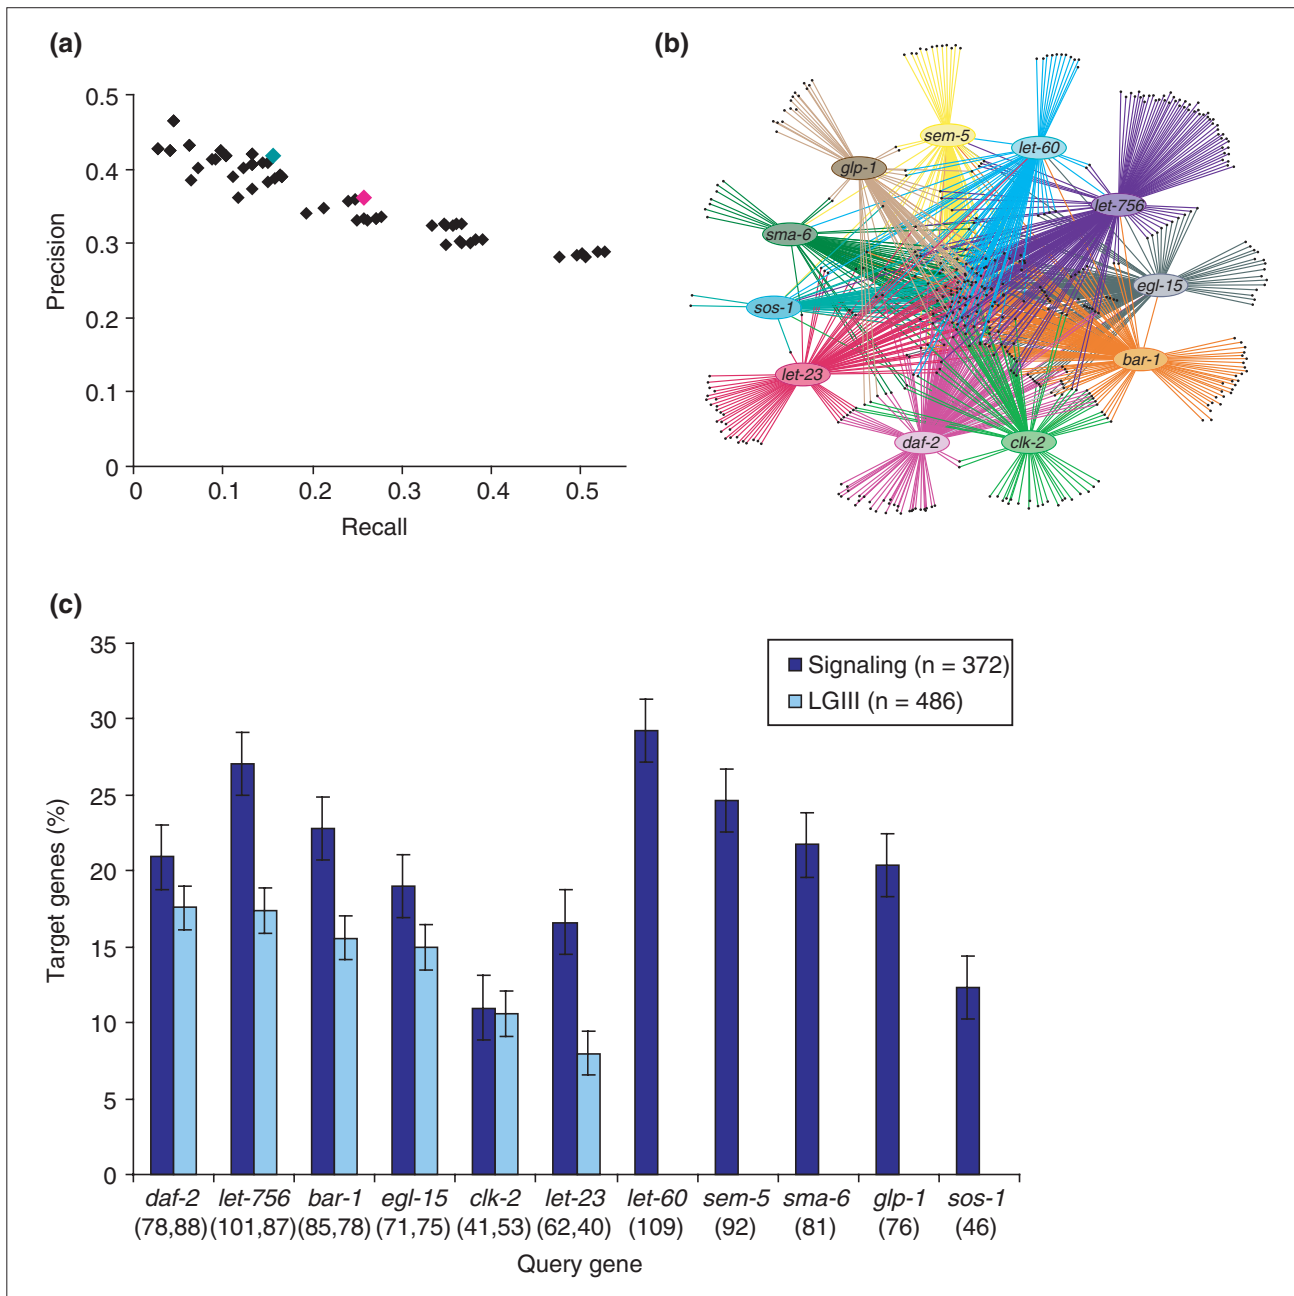 (a)
0.5
0.4
0.3
0.2
0.1
0
Precision
0 0.1 0.2 0.3 0.4 0.5
Recall
(b)
sem-5
let-60
glp-1
let-756
sma-6
egl-15
sos-1
bar-1
let-23
daf-2
clk-2
(c)
35
30
25
20
15
10
5
0
Target genes (%)
Signaling (n = 372)
LGIII (n = 486)
daf-2 let-756 bar-1 egl-15 clk-2 let-23 let-60 sem-5 sma-6 glp-1 sos-1
(78,88) (101,87) (85,78) (71,75) (41,53) (62,40) (109) (92) (81) (76) (46)
Query gene